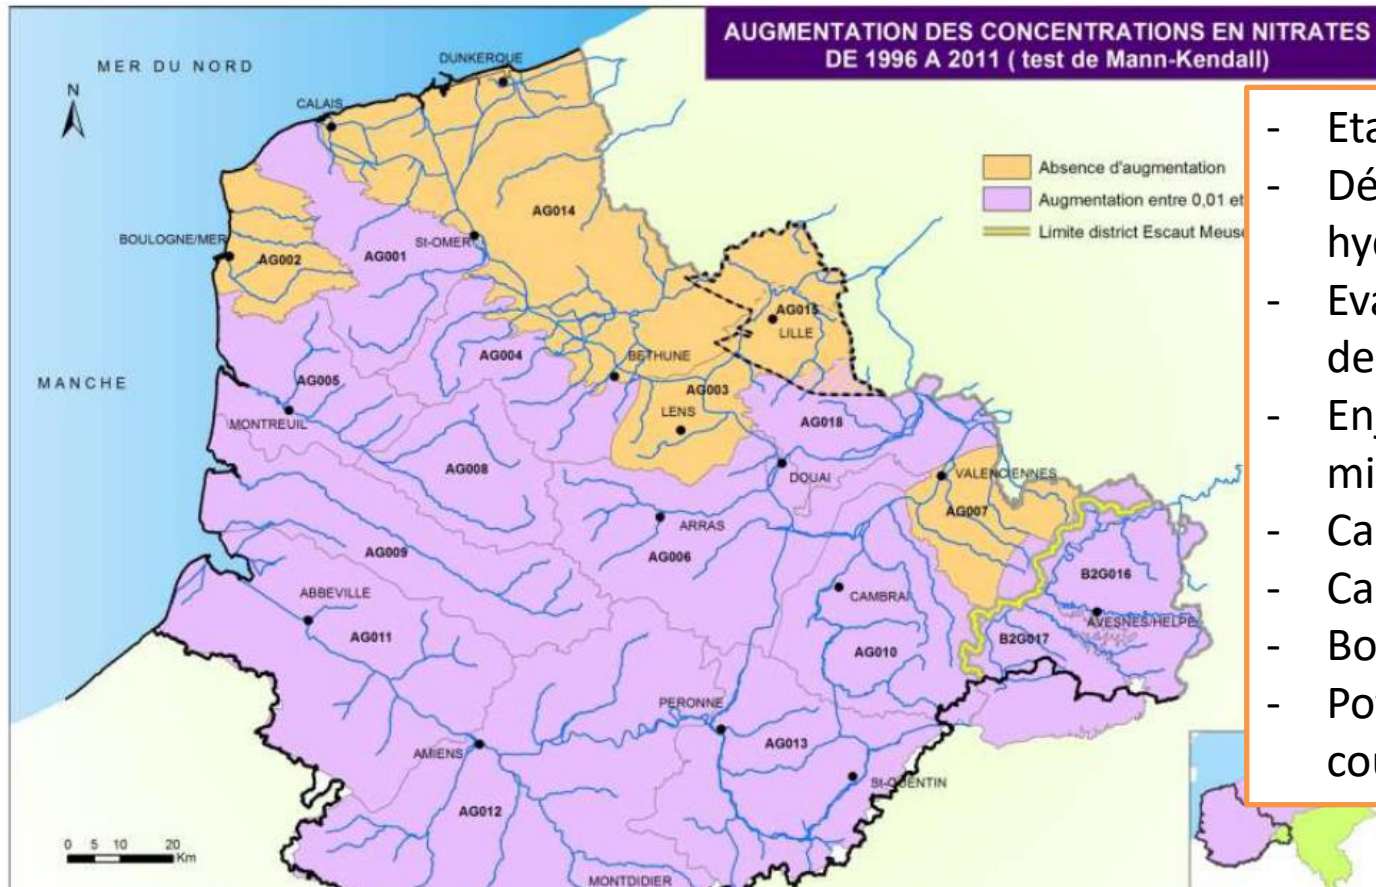 AUGMENTATION DES CONCENTRATIONS EN NITRATES
DE 1996 A 2011 ( test de Mann-Kendall)
MER DU NORD
N
DUNKERQUE
CALAIS
Absence d'augmentation
Augmentation entre 0,01 et
Limite district Escaut Meuse
AG014
BOULOGNE/MER
St-OMER
AG002
AG001
AG015
LILLE
AG004
BETHUNE
MANCHE
AG005
AG003
LENS
MONTREUIL
AG018
AG008
DOUAI
VALENCIENNES
AG007
ARRAS
AG009
AG006
B2G016
ABBEVILLE
CAMBRAI
AVESNES/HELPE
AG011
AG010
B2G017
PERONNE
AMIENS
AG013
St-QUENTIN
AG012
0 5 10 20
Km
MONTDIDIER
- Eta
- Dé
hyd
- Eva
de
- Enj
mi
- Ca
- Ca
- Bo
- Po
cou